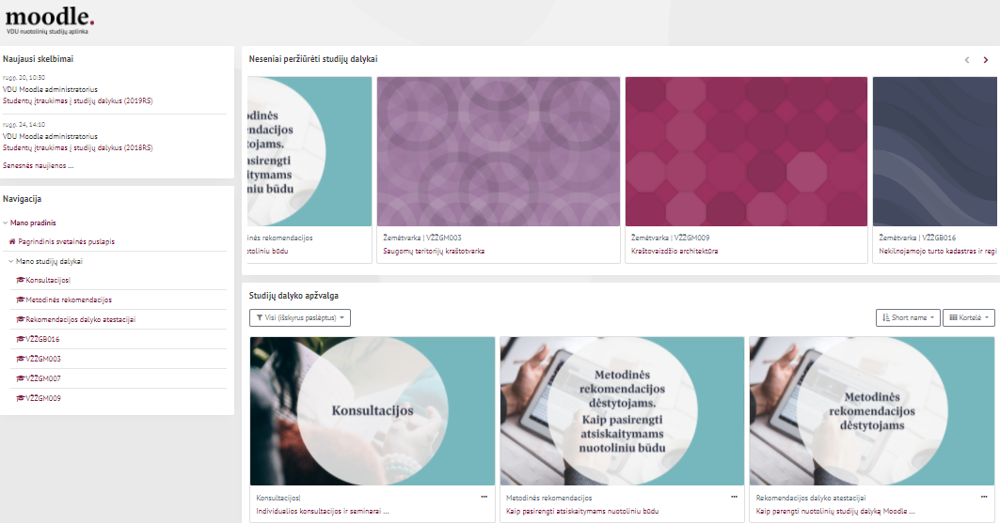 moodle.
VDU nuotolinių studijų aplinka
Naujausi skelbimai
rugp. 20, 10:30
VDU Moodle administratorius
Studentų įtraukimas į studijų dalykus (2019RS)
rugp. 24, 14:10
VDU Moodle administratorius
Studentų įtraukimas į studijų dalykus (2018RS)
Senesnės naujienos ...
Navigacija
Mano pradinis
Pagrindinis svetainės puslapis
Mano studijų dalykai
Konsultacijos|
Metodinės rekomendacijos
Rekomendacijos dalyko atestacijai
VŽŽGB016
VŽŽGM003
VŽŽGM007
VŽŽGM009
Neseniai peržiūrėti studijų dalykai
odinės
ndacijos
ojams.
sirengti
itymams
niu būdu
inės rekomendacijos
otoliniu būdu
Žemėtvarka | VŽŽGM003
Saugomų teritorijų kraštotvarka
Žemėtvarka | VŽŽGM009
Kraštovaizdžio architektūra
Žemėtvarka | VŽŽGB016
Nekilnojamojo turto kadastras ir regi
Studijų dalyko apžvalga
Visi (išskyrus paslėptus)
Short name
Kortelė
Konsultacijos
Konsultacijos|
Individualios konsultacijos ir seminarai ...
Metodinės
rekomendacijos
dėstytojams.
Kaip pasirengti
atsiskaitymams
nuotoliniu būdu
Metodinės rekomendacijos
Kaip pasirengti atsiskaitymams nuotoliniu būdu
Metodinės
rekomendacijos
dėstytojams
Rekomendacijos dalyko atestacijai
Kaip parengti nuotolinių studijų dalyką Moodle ...